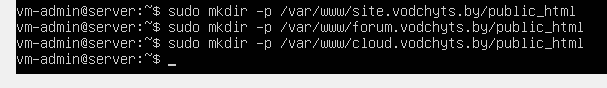 vm-admin@server:~$ sudo mkdir -p /var/www/site.vodchyts.by/public_html
vm-admin@server:~$ sudo mkdir -p /var/www/forum.vodchyts.by/public_html
vm-admin@server:~$ sudo mkdir -p /var/www/cloud.vodchyts.by/public_html
vm-admin@server:~$ _